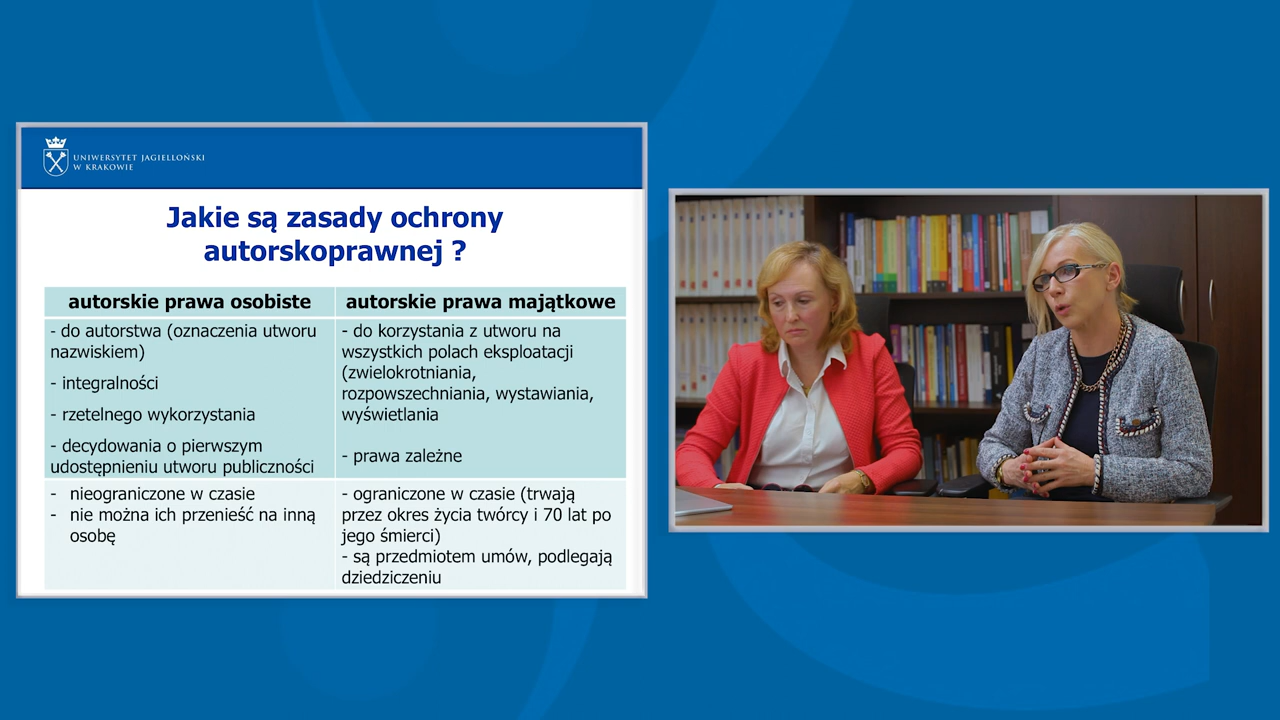 UNIWERSYTET JAGIELLOŃSKI
W KRAKOWIE
Jakie są zasady ochrony
autorskoprawnej ?
autorskie prawa osobiste
- do autorstwa (oznaczenia utworu
nazwiskiem)
- integralności
- rzetelnego wykorzystania
- decydowania o pierwszym
udostępnieniu utworu publiczności
- nieograniczone w czasie
- nie można ich przenieść na inną
osobę
autorskie prawa majątkowe
- do korzystania z utworu na
wszystkich polach eksploatacji
(zwielokrotniania,
rozpowszechniania, wystawiania,
wyświetlania
- prawa zależne
- ograniczone w czasie (trwają
przez okres życia twórcy i 70 lat po
jego śmierci)
- są przedmiotem umów, podlegają
dziedziczeniu